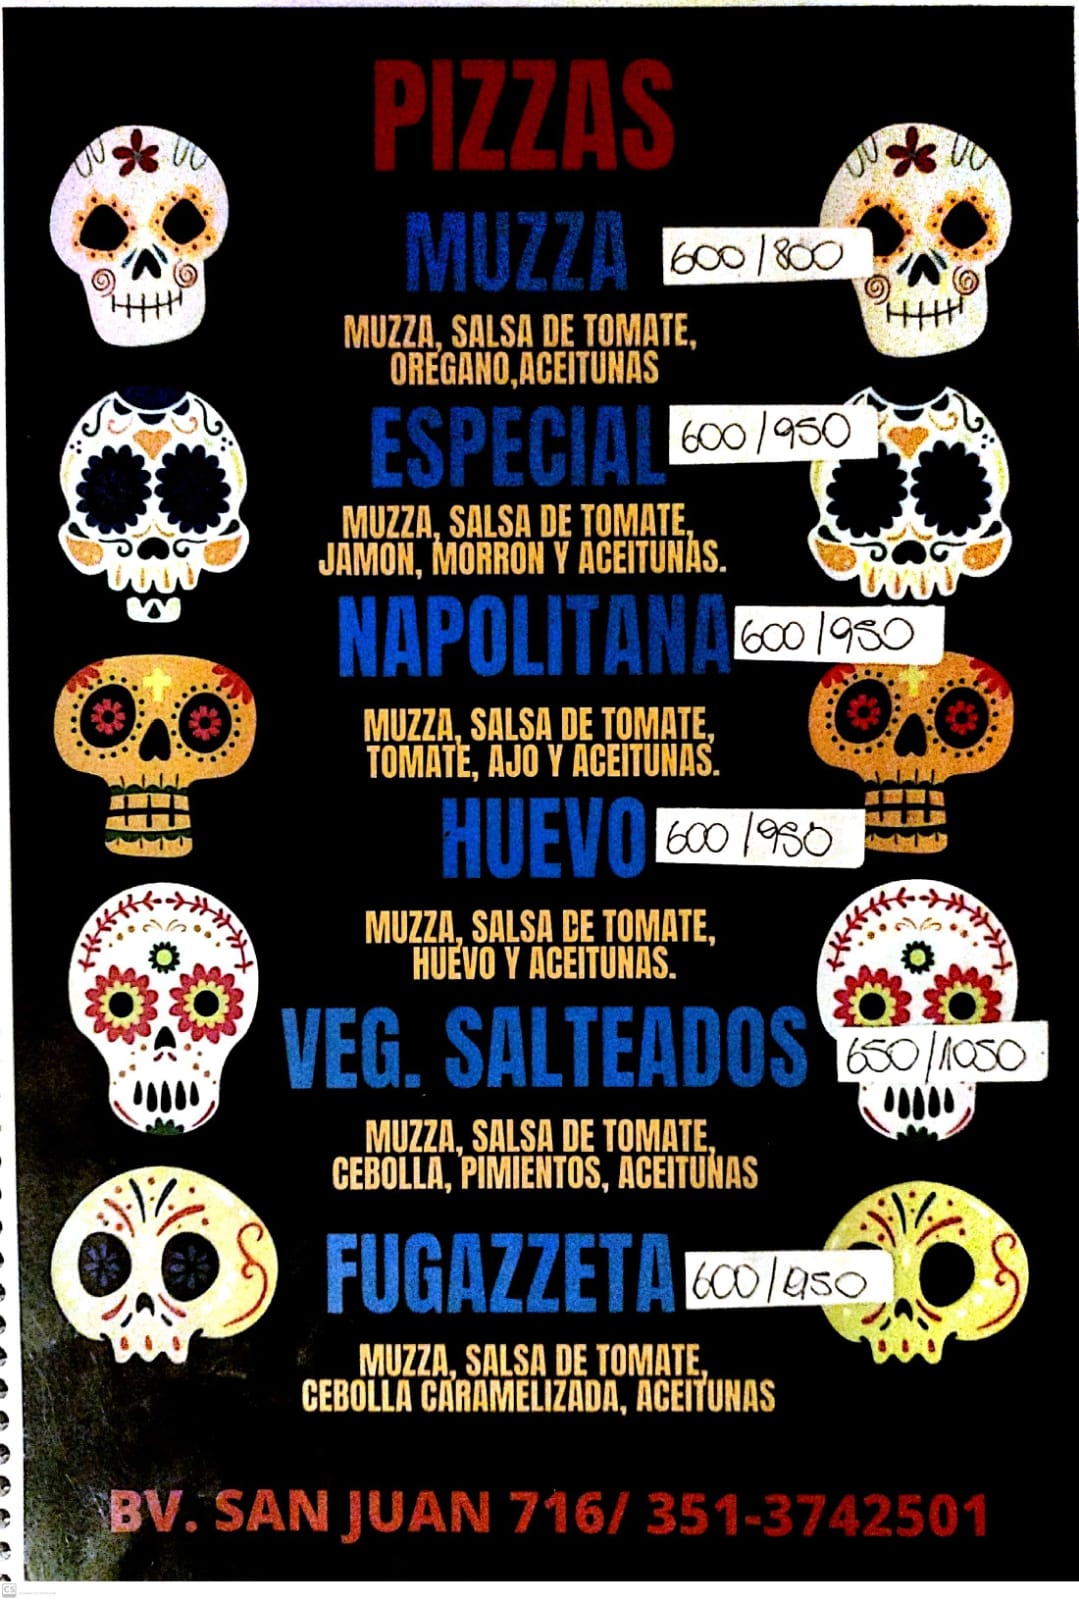 PIZZAS
MUZZA 600/800
MUZZA, SALSA DE TOMATE,
OREGANO,ACEITUNAS
ESPECIAL 600/950
MUZZA, SALSA DE TOMATE,
JAMON, MORRON Y ACEITUNAS.
NAPOLITANA 600/950
MUZZA, SALSA DE TOMATE,
TOMATE, AJO Y ACEITUNAS.
HUEVO 600/950
MUZZA, SALSA DE TOMATE,
HUEVO Y ACEITUNAS.
VEG. SALTEADOS 650/1050
MUZZA, SALSA DE TOMATE,
CEBOLLA, PIMIENTOS, ACEITUNAS
FUGAZZETA 600/950
MUZZA, SALSA DE TOMATE,
CEBOLLA CARAMELIZADA, ACEITUNAS
BV. SAN JUAN 716/ 351-3742501
CS